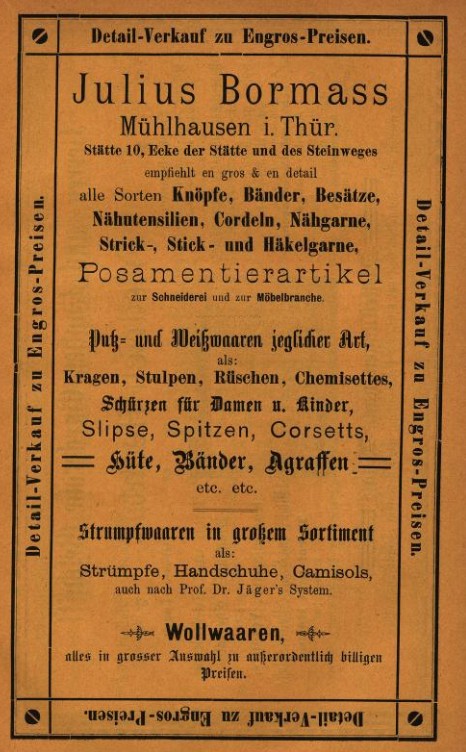 Detail-Verkauf zu Engros-Preisen.
Julius Bormass
Mühlhausen i. Thür.
Stätte 10, Ecke der Stätte und des Steinweges
empfiehlt en gros & en detail
alle Sorten Knöpfe, Bänder, Besätze,
Nähutensilien, Cordeln, Nähgarne,
Strick-, Stick- und Häkelgarne,
Posamentierartikel
zur Schneiderei und zur Möbelbranche.
Putz- und Weißwaaren jeglicher Art,
als:
Kragen, Stulpen, Rüschen, Chemisettes,
Schürzen für Damen u. Kinder,
Slipse, Spitzen, Corsetts,
Hüte, Bänder, Agraffen
etc. etc.
Strumpfwaaren in großem Sortiment
als:
Strümpfe, Handschuhe, Camisols,
auch nach Prof. Dr. Jäger's System.
Wollwaaren,
alles in grosser Auswahl zu außerordentlich billigen
Preisen.
Detail-Verkauf zu Engros-Preisen.
Detail-Verkauf zu Engros-Preisen.
Detail-Verkauf zu Engros-Preisen.